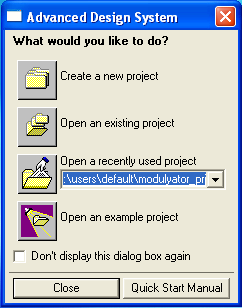 Advanced Design System
What would you like to do?
Create a new project
Open an existing project
Open a recently used project
:\users\default\modulyator_pri
Open an example project
Don't display this dialog box again
Close
Quick Start Manual